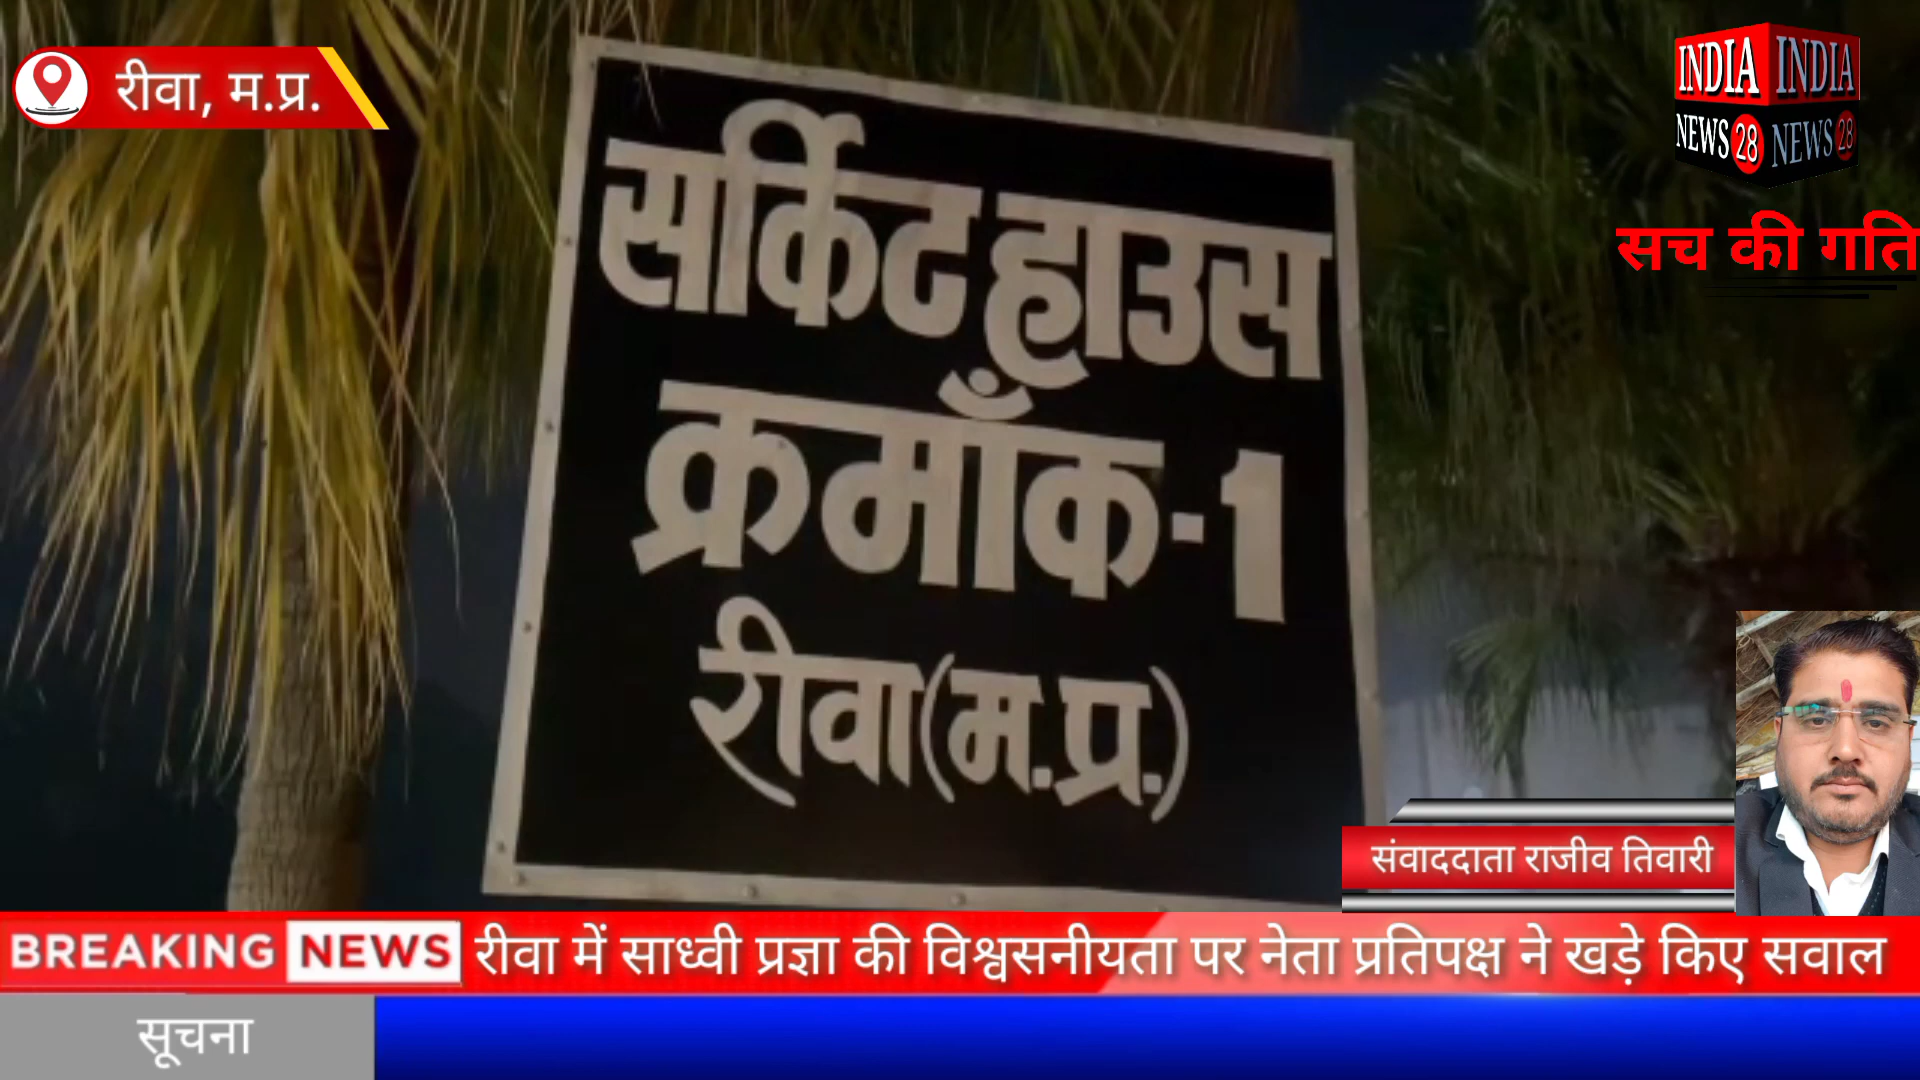 रीवा, म.प्र.
INDIA INDIA
NEWS 28 NEWS 28
सच की गति
सर्किट हाउस
क्रमाँक-1
रीवा (म.प्र.)
संवाददाता राजीव तिवारी
BREAKING NEWS रीवा में साध्वी प्रज्ञा की विश्वसनीयता पर नेता प्रतिपक्ष ने खड़े किए सवाल
सूचना